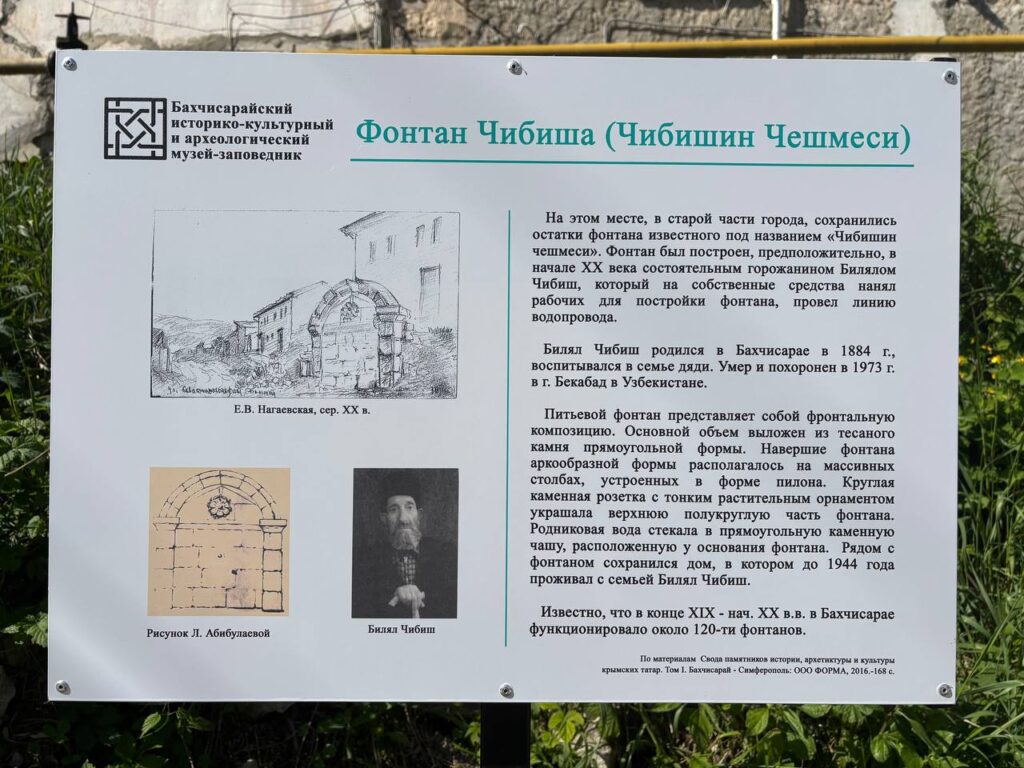 Бахчисарайский
историко-культурный
и археологический
музей-заповедник
Фонтан Чибиша (Чибишин Чешмеси)
Е.В. Нагаевская, сер. XX в.
Рисунок Л. Абибулаевой
Билял Чибиш
На этом месте, в старой части города, сохранились
остатки фонтана известного под названием «Чибишин
чешмеси». Фонтан был построен, предположительно, в
начале XX века состоятельным горожанином Билялом
Чибиш, который на собственные средства нанял
рабочих для постройки фонтана, провел линию
водопровода.
Билял Чибиш родился в Бахчисарае в 1884 г.,
воспитывался в семье дяди. Умер и похоронен в 1973 г.
в г. Бекабад в Узбекистане.
Питьевой фонтан представляет собой фронтальную
композицию. Основной объем выложен из тесаного
камня прямоугольной формы. Навершие фонтана
аркообразной формы располагалось на массивных
столбах, устроенных в форме пилона. Круглая
каменная розетка с тонким растительным орнаментом
украшала верхнюю полукруглую часть фонтана.
Родниковая вода стекала в прямоугольную каменную
чашу, расположенную у основания фонтана. Рядом с
фонтаном сохранился дом, в котором до 1944 года
проживал с семьей Билял Чибиш.
Известно, что в конце XIX - нач. XX в.в. в Бахчисарае
функционировало около 120-ти фонтанов.
По материалам Свода памятников истории, архетиктуры и культуры
крымских татар. Том I. Бахчисарай - Симферополь: ООО ФОРМА, 2016.-168 с.